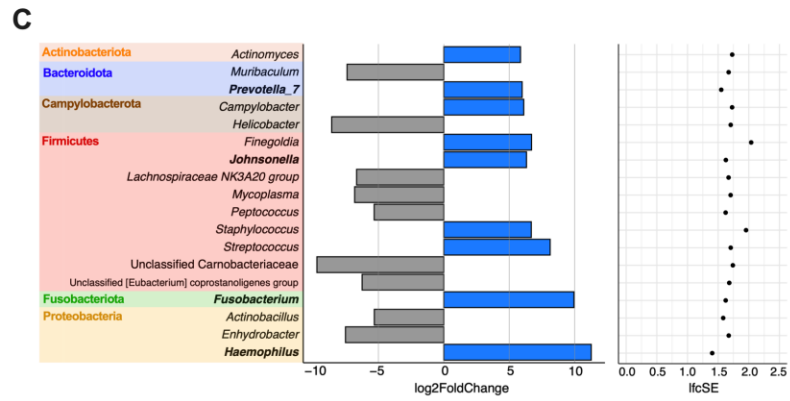 C
Actinobacteriota Actinomyces
Bacteroidota Muribaculum
Prevotella_7
Campylobacterota Campylobacter
Helicobacter
Firmicutes Finegoldia
Johnsonella
Lachnospiraceae NK3A20 group
Mycoplasma
Peptococcus
Staphylococcus
Streptococcus
Unclassified Carnobacteriaceae
Unclassified [Eubacterium] coprostanoligenes group
Fusobacteriota Fusobacterium
Proteobacteria Actinobacillus
Enhydrobacter
Haemophilus
−10 −5 0 5 10 0.0 0.5 1.0 1.5 2.0 2.5
log2FoldChange lfcSE